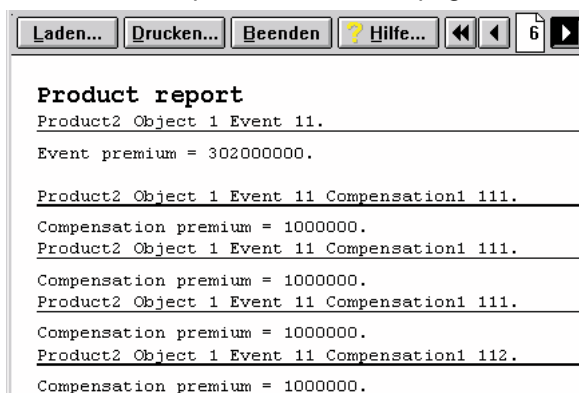 Laden... Drucken... Beenden ? Hilfe... 6
Product report
Product2 Object 1 Event 11.
Event premium = 302000000.
Product2 Object 1 Event 11 Compensation1 111.
Compensation premium = 1000000.
Product2 Object 1 Event 11 Compensation1 111.
Compensation premium = 1000000.
Product2 Object 1 Event 11 Compensation1 111.
Compensation premium = 1000000.
Product2 Object 1 Event 11 Compensation1 112.
Compensation premium = 1000000.